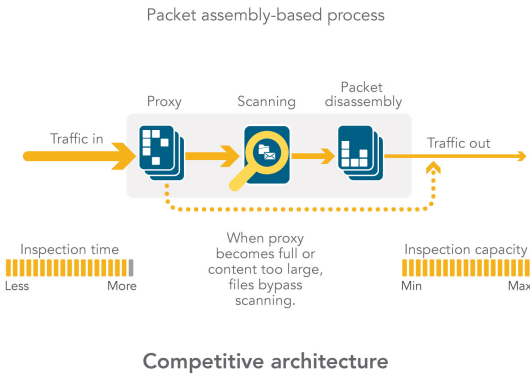 Packet assembly-based process
Proxy
Scanning
Packet
disassembly
Traffic in
Traffic out
When proxy
becomes full or
content too large,
files bypass
scanning.
Inspection time
Less
More
Inspection capacity
Min
Max
Competitive architecture